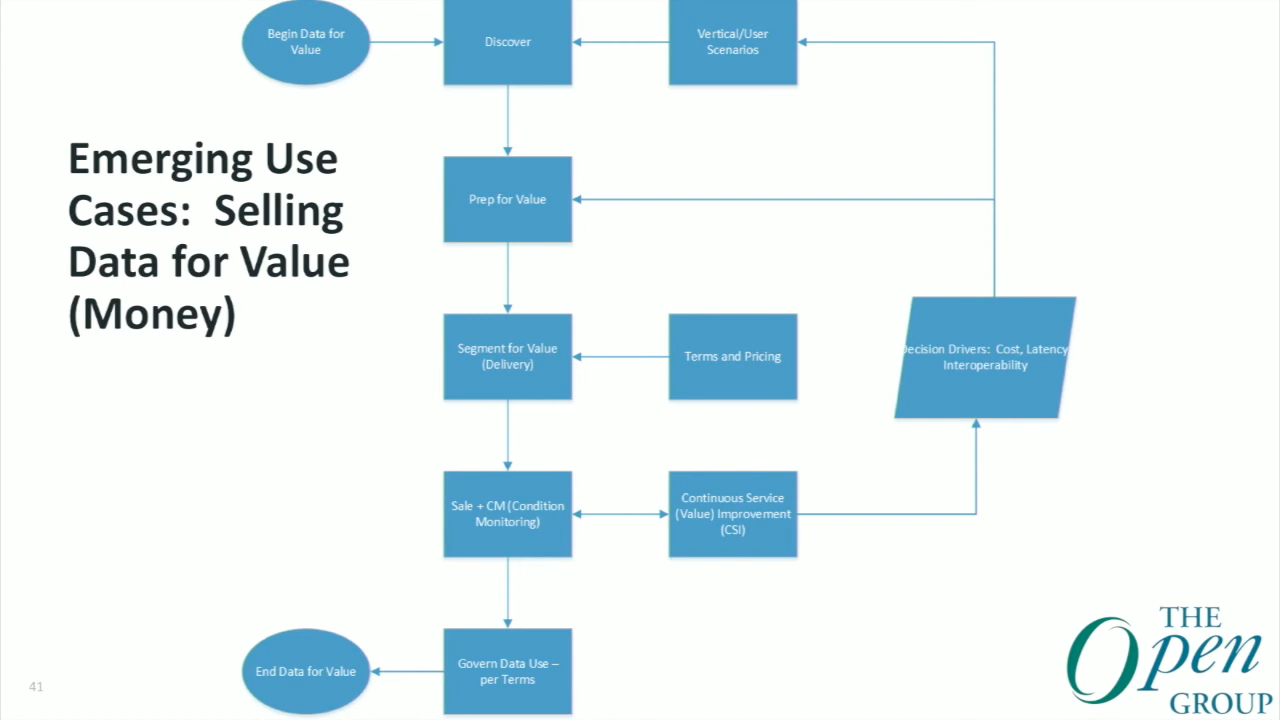 Begin Data for
Value
Discover
Vertical/User
Scenarios
Emerging Use
Cases: Selling
Data for Value
(Money)
Prep for Value
Segment for Value
(Delivery)
Terms and Pricing
Decision Drivers: Cost, Latency
Interoperability
Sale + CM (Condition
Monitoring)
Continuous Service
(Value) Improvement
(CSI)
End Data for Value
Govern Data Use –
per Terms
41
THE
Open
GROUP